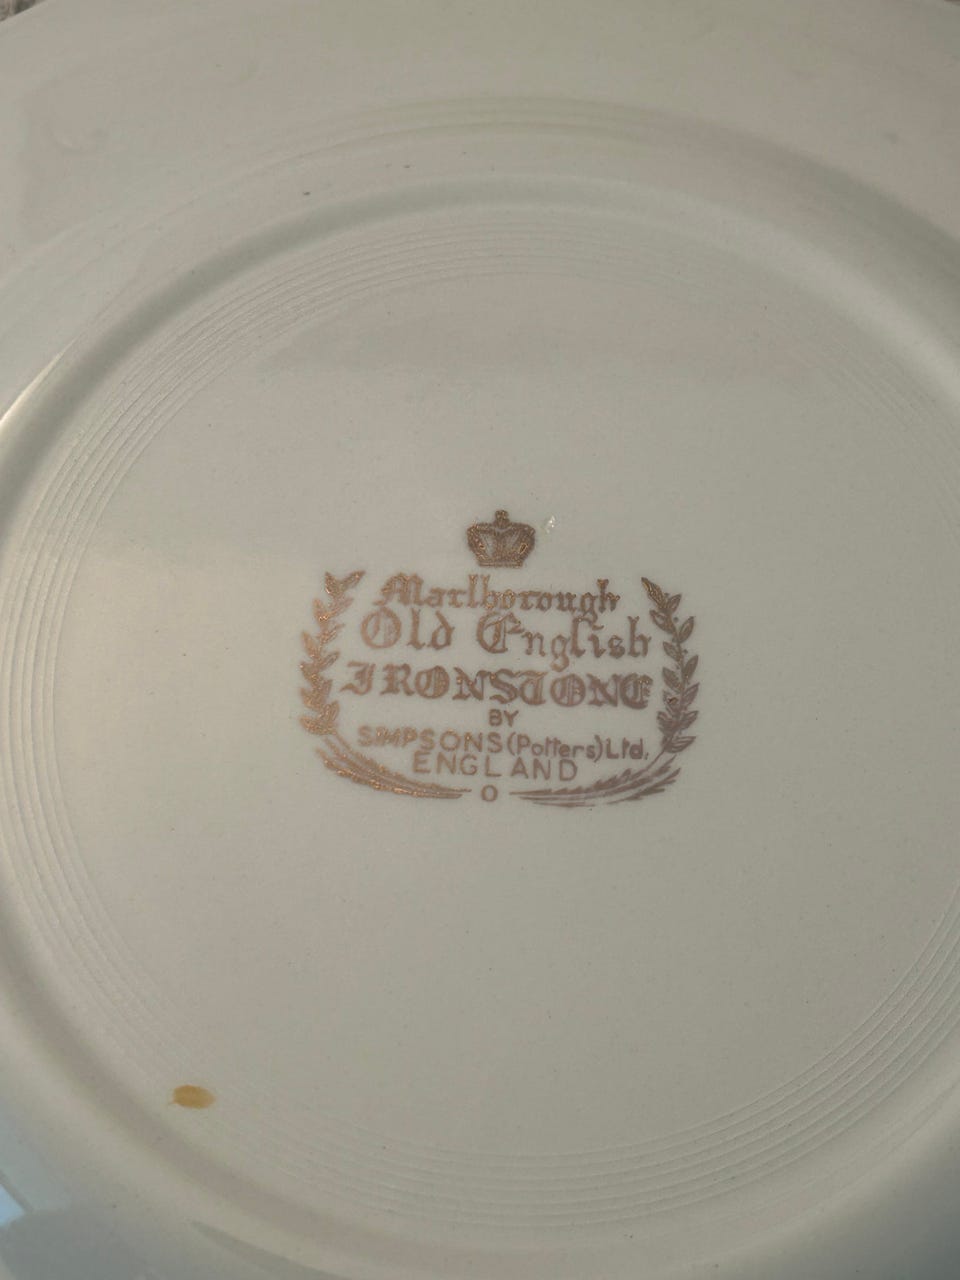 Marlborough
Old English
IRONSTONE
BY
SIMPSONS (Potters) Ltd.
ENGLAND
O